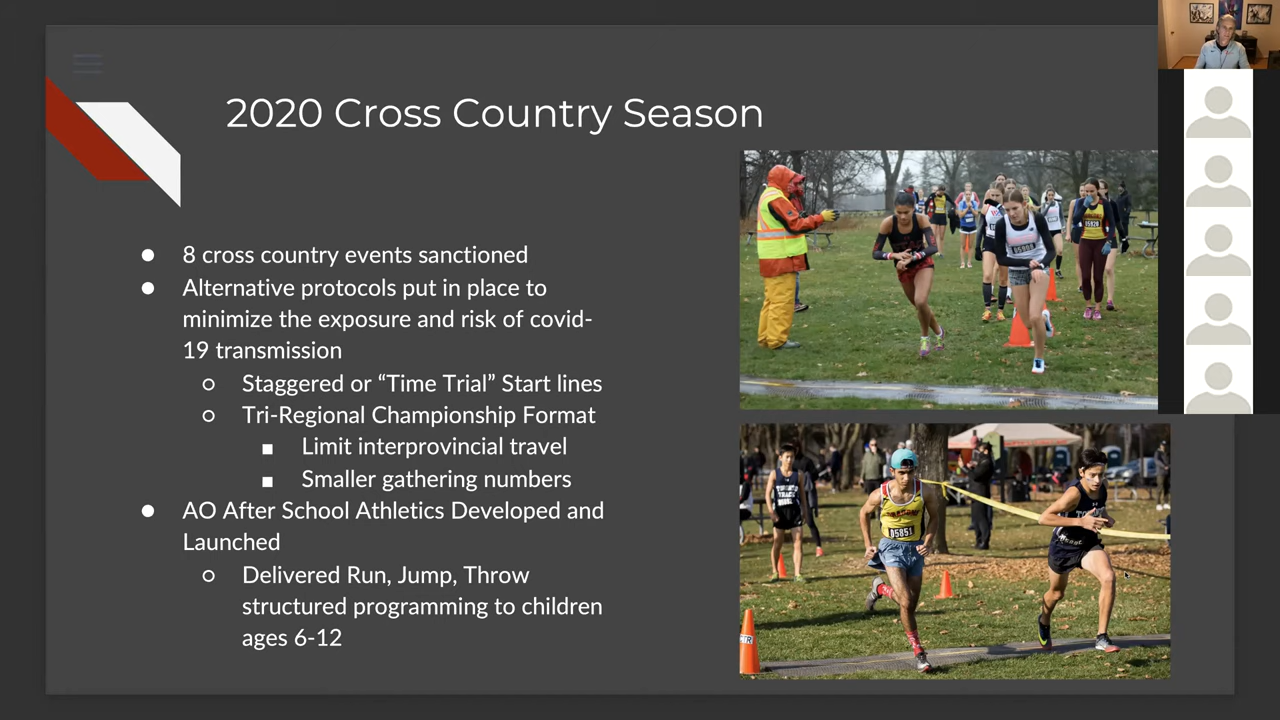 2020 Cross Country Season
● 8 cross country events sanctioned
● Alternative protocols put in place to
minimize the exposure and risk of covid-
19 transmission
○ Staggered or “Time Trial” Start lines
○ Tri-Regional Championship Format
■ Limit interprovincial travel
■ Smaller gathering numbers
● AO After School Athletics Developed and
Launched
○ Delivered Run, Jump, Throw
structured programming to children
ages 6-12
05851